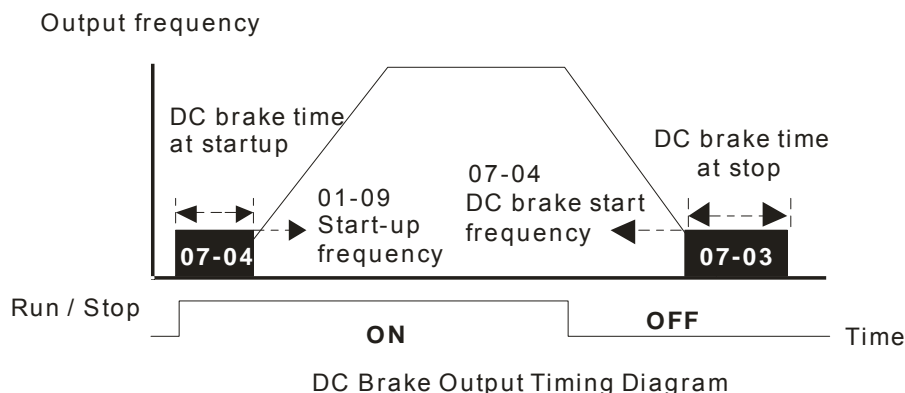 Output frequency
DC brake time
at startup
DC brake time
at stop
01-09
Start-up
frequency
07-04
DC brake start
frequency
07-04
07-03
Run / Stop
ON
OFF
Time
DC Brake Output Timing Diagram